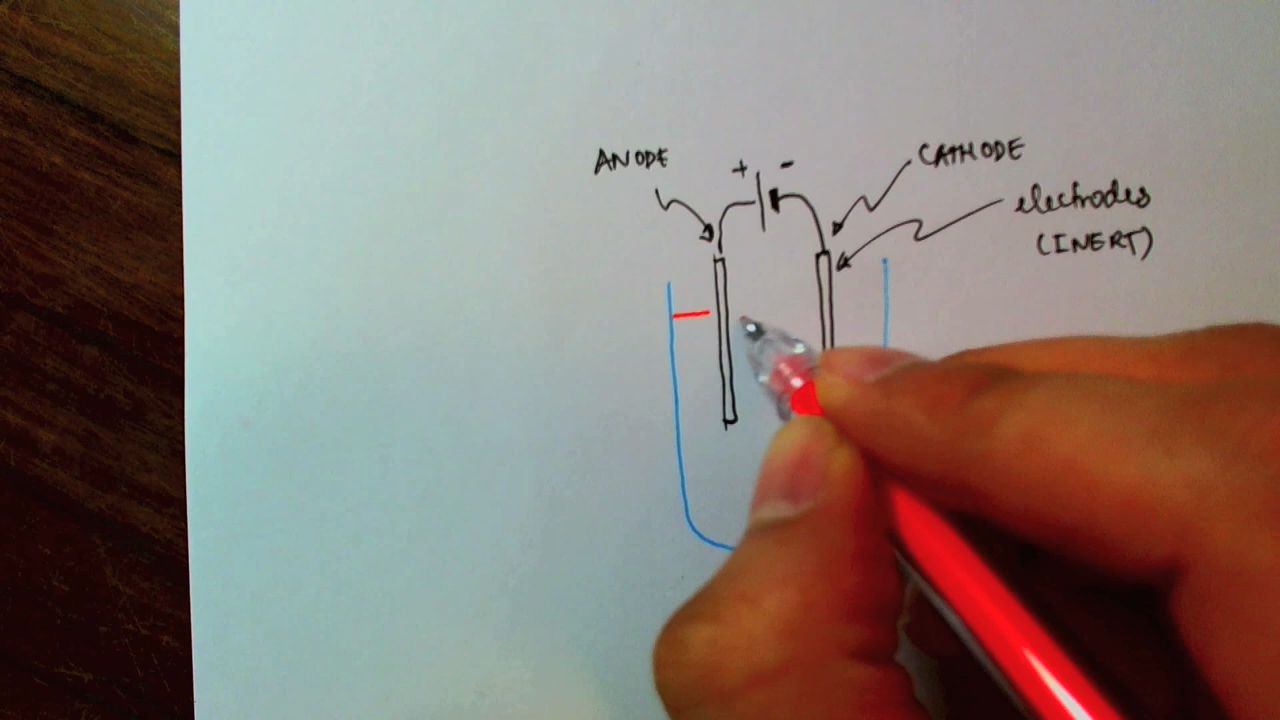 ANODE
+ -
CATHODE
electrodes
(INERT)